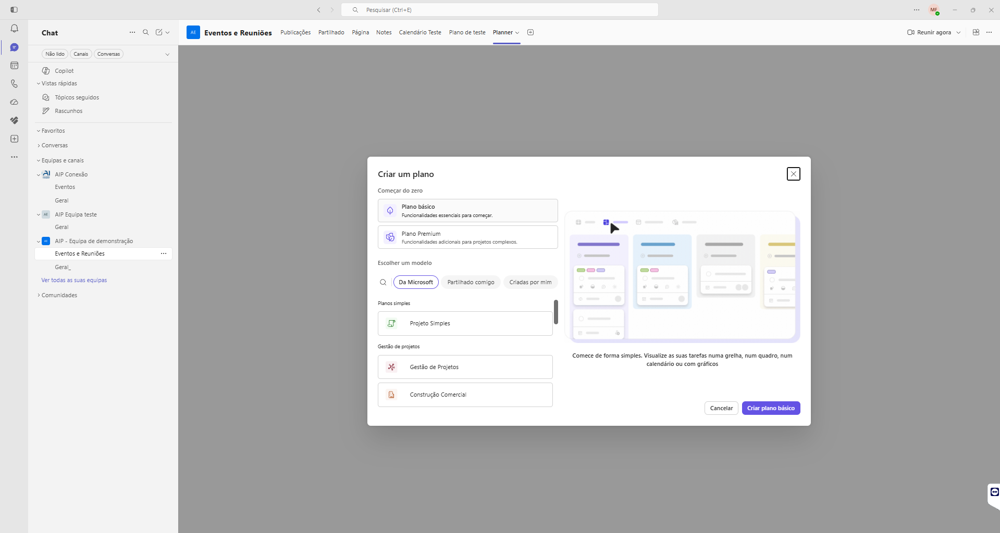 Pesquisar (Ctrl+E)
MF
Chat
Não lido
Canais
Conversas
Copilot
Vistas rápidas
Tópicos seguidos
Rascunhos
Favoritos
Conversas
Equipas e canais
AIP Conexão
Eventos
Geral
AE AIP Equipa teste
Geral
AE AIP - Equipa de demonstração
Eventos e Reuniões
Geral_
Ver todas as suas equipas
Comunidades
AE Eventos e Reuniões
Publicações
Partilhado
Página
Notes
Calendário Teste
Plano de teste
Planner
Reunir agora
Criar um plano
Começar do zero
Plano básico
Funcionalidades essenciais para começar.
Plano Premium
Funcionalidades adicionais para projetos complexos.
Escolher um modelo
Da Microsoft
Partilhado comigo
Criadas por mim
Planos simples
Projeto Simples
Gestão de projetos
Gestão de Projetos
Construção Comercial
Comece de forma simples. Visualize as suas tarefas numa grelha, num quadro, num
calendário ou com gráficos
Cancelar
Criar plano básico